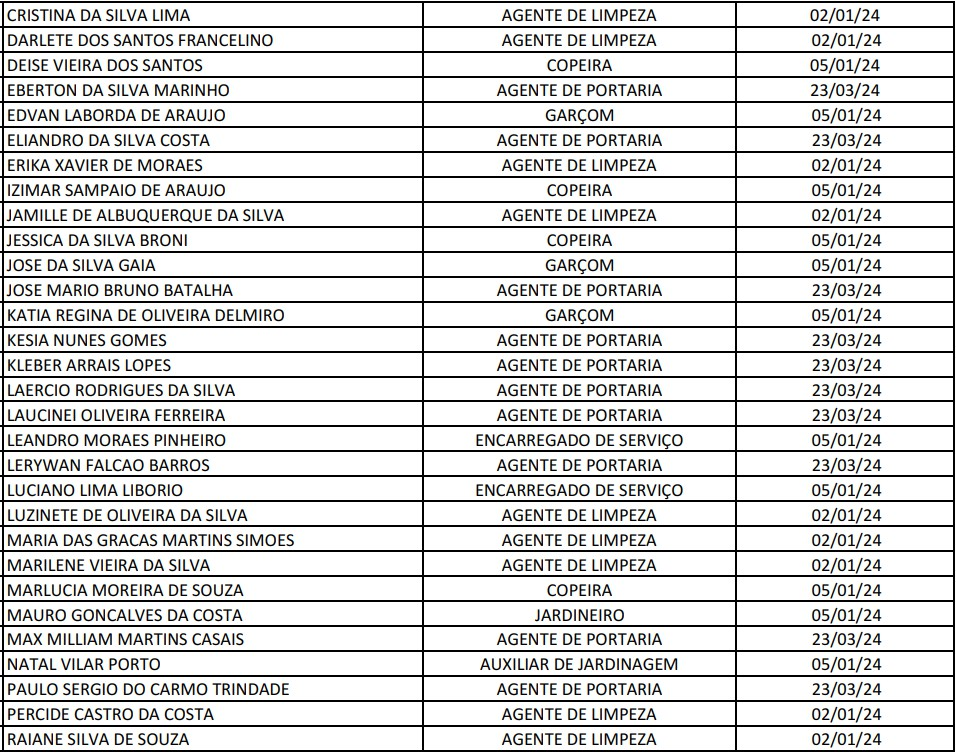 CRISTINA DA SILVA LIMA AGENTE DE LIMPEZA 02/01/24
DARLETE DOS SANTOS FRANCELINO AGENTE DE LIMPEZA 02/01/24
DEISE VIEIRA DOS SANTOS COPEIRA 05/01/24
EBERTON DA SILVA MARINHO AGENTE DE PORTARIA 23/03/24
EDVAN LABORDA DE ARAUJO GARÇOM 05/01/24
ELIANDRO DA SILVA COSTA AGENTE DE PORTARIA 23/03/24
ERIKA XAVIER DE MORAES AGENTE DE LIMPEZA 02/01/24
IZIMAR SAMPAIO DE ARAUJO COPEIRA 05/01/24
JAMILLE DE ALBUQUERQUE DA SILVA AGENTE DE LIMPEZA 02/01/24
JESSICA DA SILVA BRONI COPEIRA 05/01/24
JOSE DA SILVA GAIA GARÇOM 05/01/24
JOSE MARIO BRUNO BATALHA AGENTE DE PORTARIA 23/03/24
KATIA REGINA DE OLIVEIRA DELMIRO GARÇOM 05/01/24
KESIA NUNES GOMES AGENTE DE PORTARIA 23/03/24
KLEBER ARRAIS LOPES AGENTE DE PORTARIA 23/03/24
LAERCIO RODRIGUES DA SILVA AGENTE DE PORTARIA 23/03/24
LAUCINEI OLIVEIRA FERREIRA AGENTE DE PORTARIA 23/03/24
LEANDRO MORAES PINHEIRO ENCARREGADO DE SERVIÇO 05/01/24
LERYWAN FALCAO BARROS AGENTE DE PORTARIA 23/03/24
LUCIANO LIMA LIBORIO ENCARREGADO DE SERVIÇO 05/01/24
LUZINETE DE OLIVEIRA DA SILVA AGENTE DE LIMPEZA 02/01/24
MARIA DAS GRACAS MARTINS SIMOES AGENTE DE LIMPEZA 02/01/24
MARILENE VIEIRA DA SILVA AGENTE DE LIMPEZA 02/01/24
MARLUCIA MOREIRA DE SOUZA COPEIRA 05/01/24
MAURO GONCALVES DA COSTA JARDINEIRO 05/01/24
MAX MILLIAM MARTINS CASAIS AGENTE DE PORTARIA 23/03/24
NATAL VILAR PORTO AUXILIAR DE JARDINAGEM 05/01/24
PAULO SERGIO DO CARMO TRINDADE AGENTE DE PORTARIA 23/03/24
PERCIDE CASTRO DA COSTA AGENTE DE LIMPEZA 02/01/24
RAIANE SILVA DE SOUZA AGENTE DE LIMPEZA 02/01/24